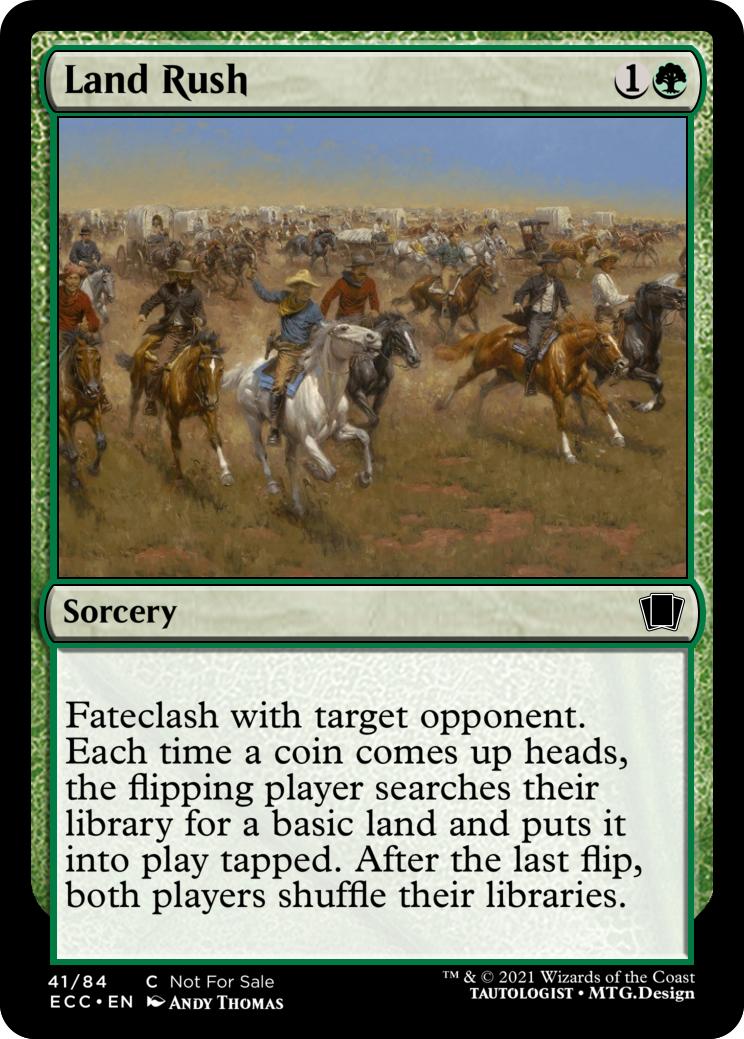 Land Rush 1
Sorcery
Fateclash with target opponent.
Each time a coin comes up heads,
the flipping player searches their
library for a basic land and puts it
into play tapped. After the last flip,
both players shuffle their libraries.
41/84 C Not For Sale
ECC • EN ANDY THOMAS
™ & © 2021 Wizards of the Coast
TAUTOLOGIST • MTG.Design